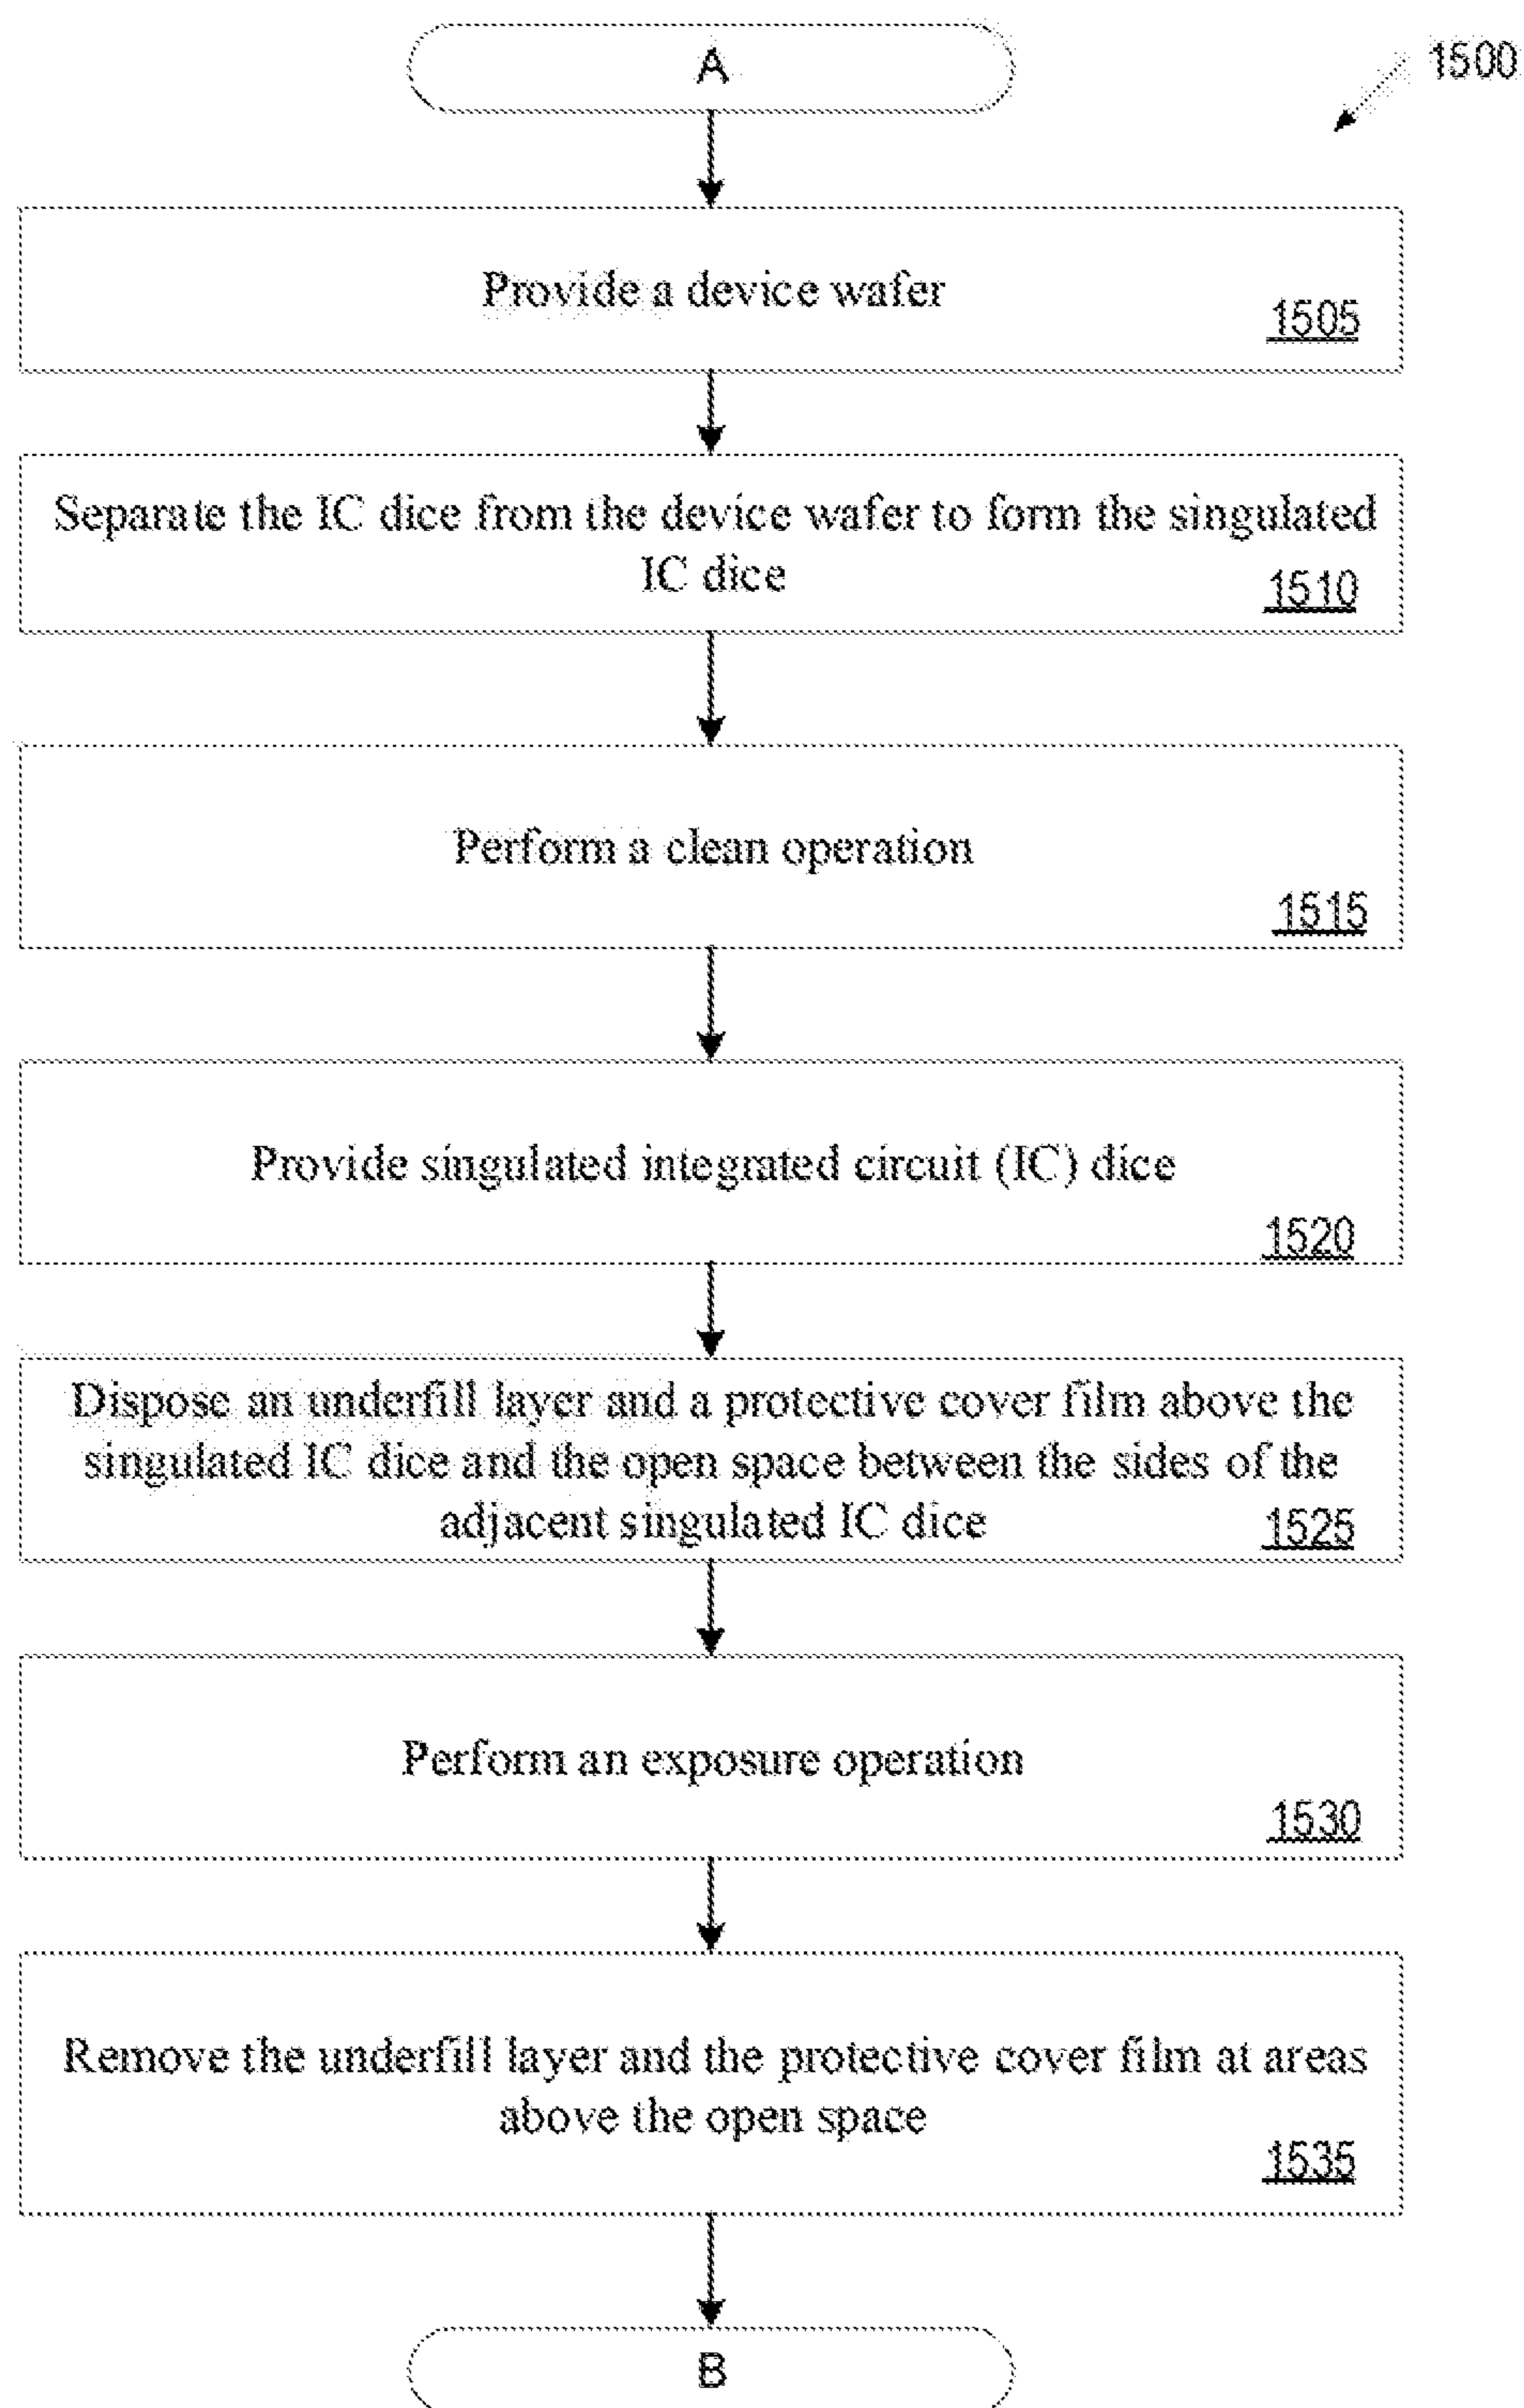 A
1500
Provide a device wafer
1505
Separate the IC dice from the device wafer to form the singulated
IC dice
1510
Perform a clean operation
1515
Provide singulated integrated circuit (IC) dice
1520
Dispose an underfill layer and a protective cover film above the
singulated IC dice and the open space between the sides of the
adjacent singulated IC dice
1525
Perform an exposure operation
1530
Remove the underfill layer and the protective cover film at areas
above the open space
1535
B